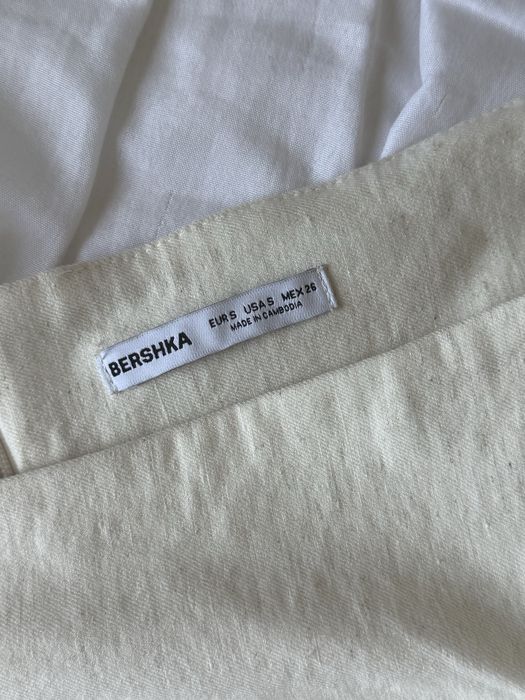 BERSHKA
EUR S USA S MEX 26
MADE IN CAMBODIA